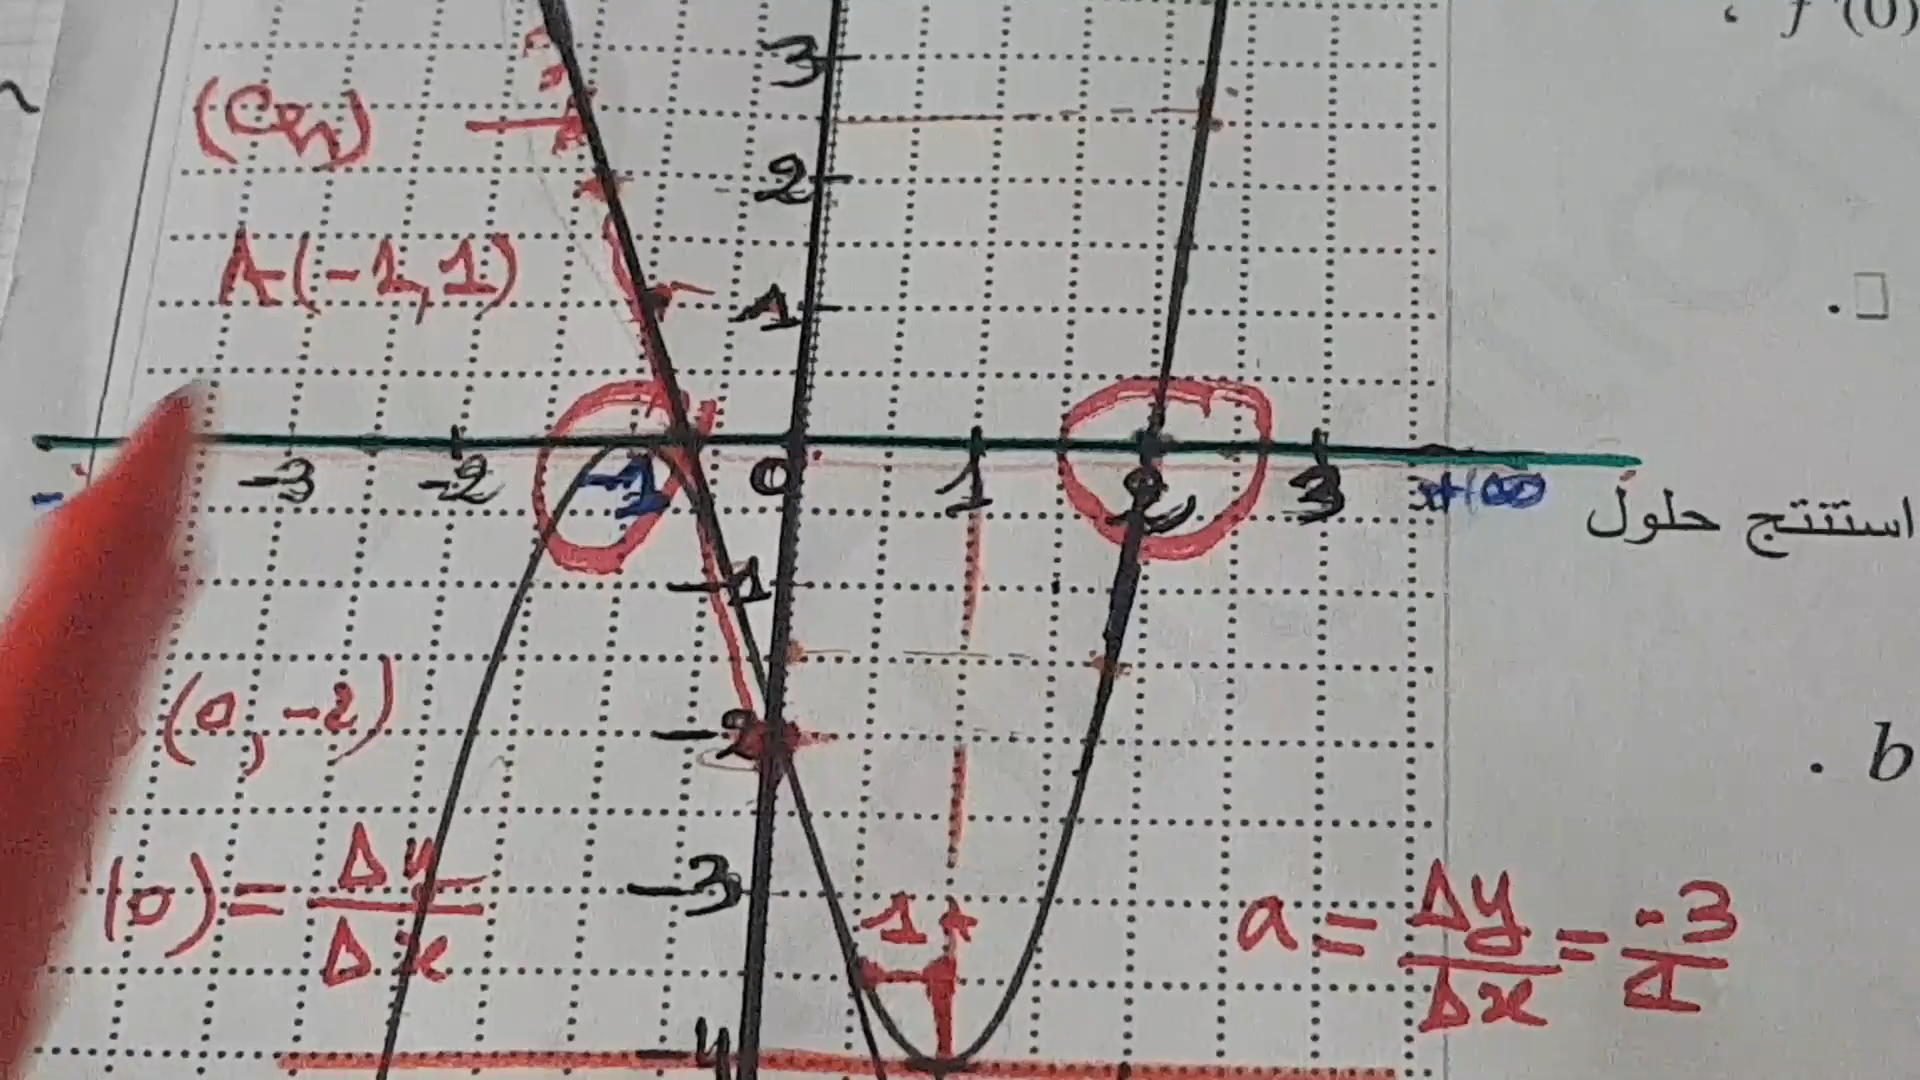 f (0)
3
2
A(-1,1)
1
-3 -2 -1 0 1 2 3 +∞
استنتج حلول
-1
(0,-2)
-2
. b
-3
(0) = Δy/Δx
1
a = Δy/Δx = -3/1
-4